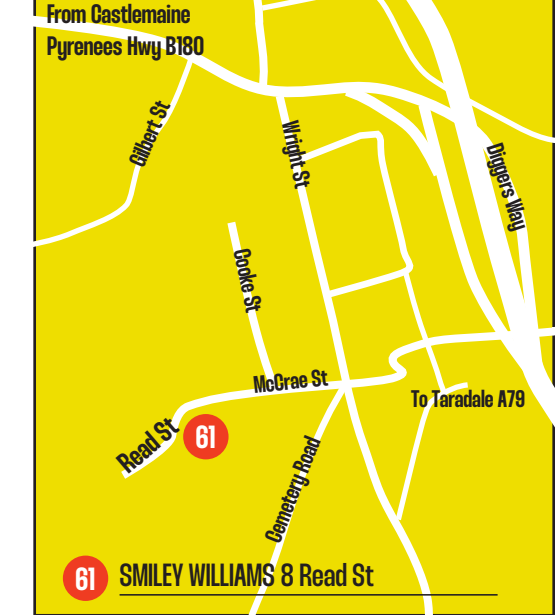 From Castlemaine
Pyrenees Hwy B180
Gilbert St
Wright St
Diggers Way
Cooke St
McCrae St
To Taradale A79
Read St
61
Cemetery Road
61 SMILEY WILLIAMS 8 Read St